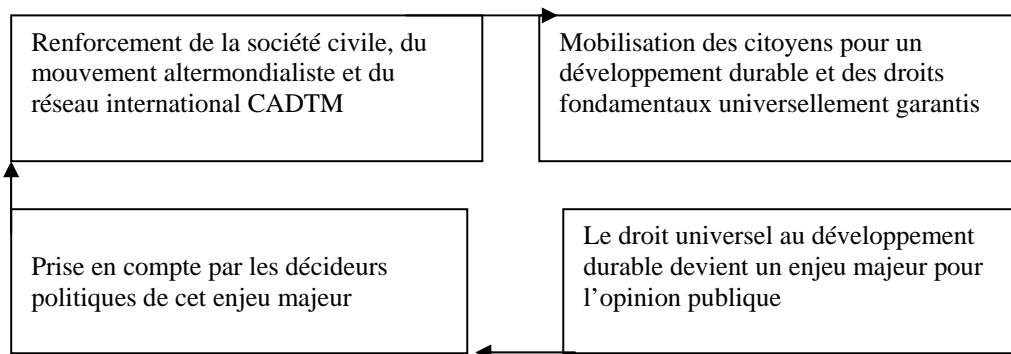 Renforcement de la société civile, du
mouvement altermondialiste et du
réseau international CADTM
Mobilisation des citoyens pour un
développement durable et des droits
fondamentaux universellement garantis
Prise en compte par les décideurs
politiques de cet enjeu majeur
Le droit universel au développement
durable devient un enjeu majeur pour
l’opinion publique